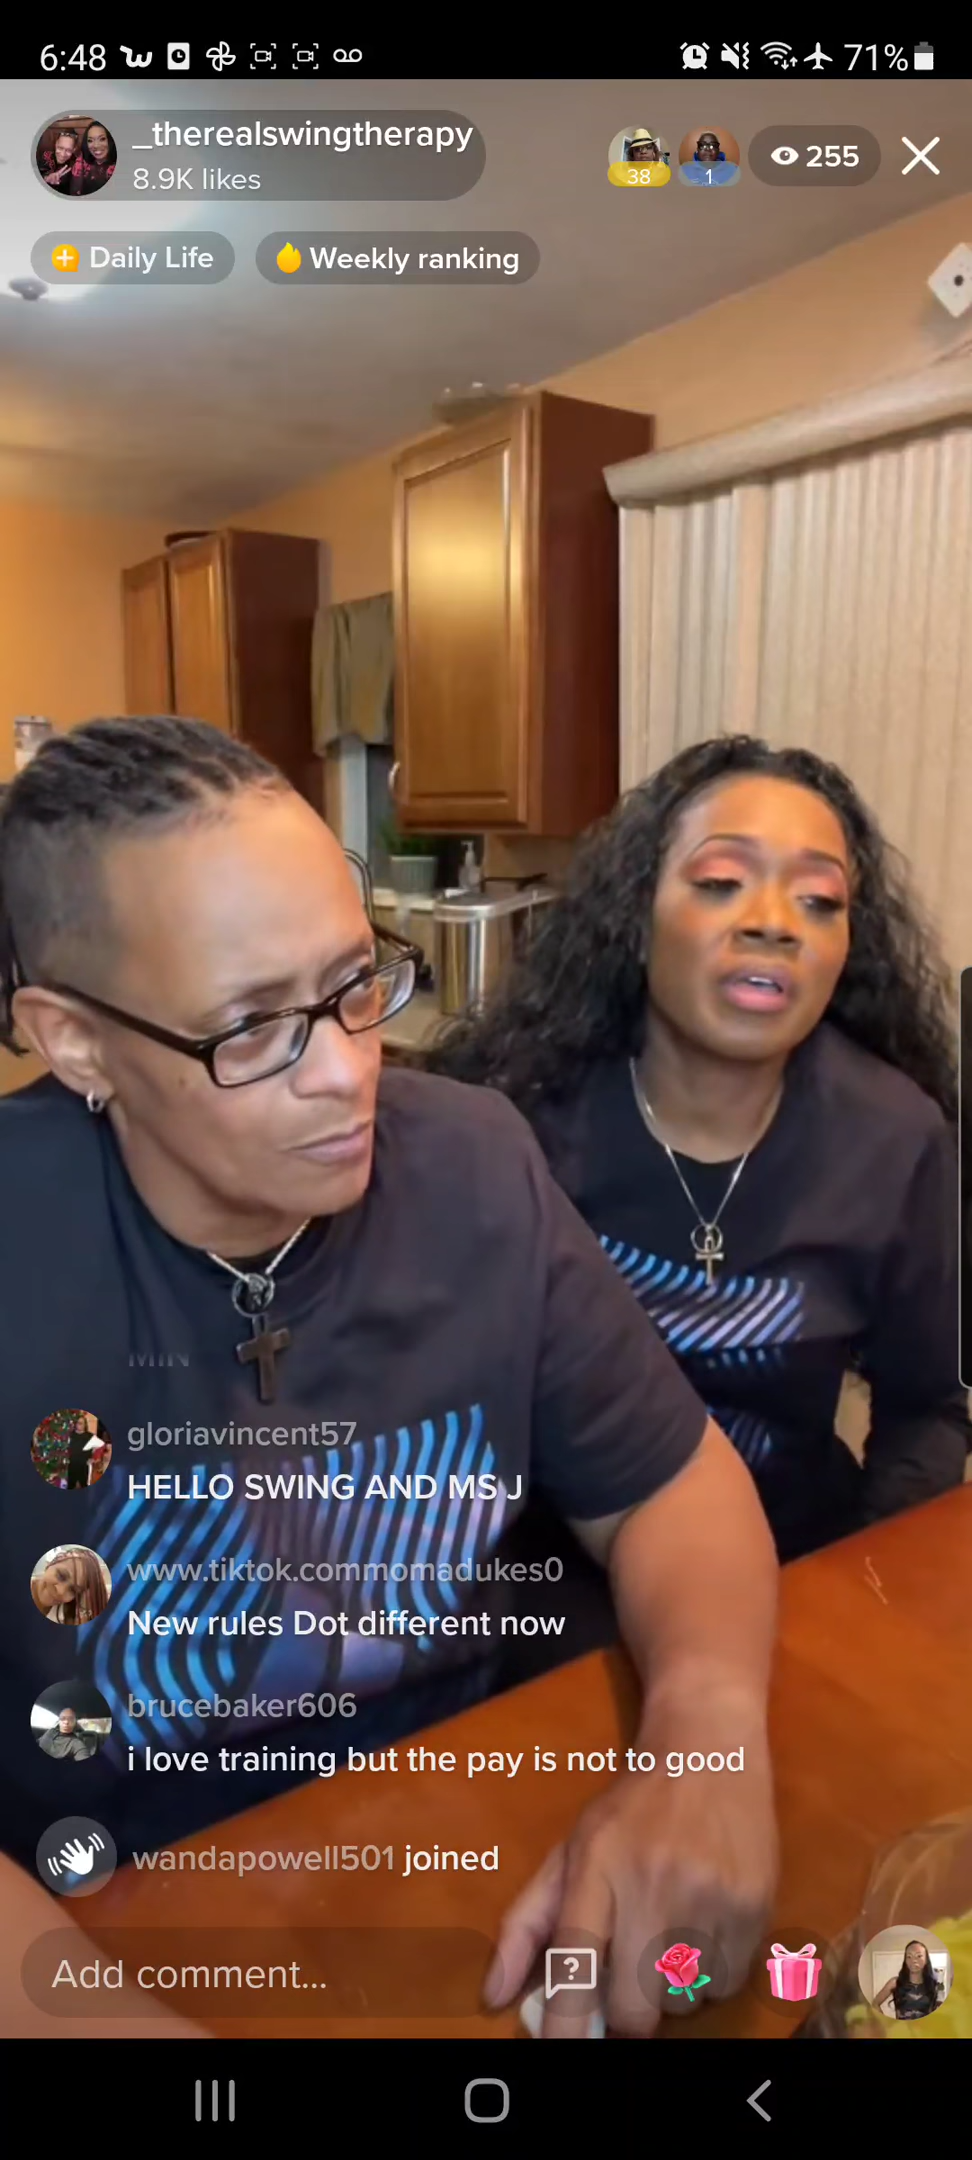 6:48
71%
_therealswingtherapy
8.9K likes
38
1
255
Daily Life
Weekly ranking
MIN
gloriavincent57
HELLO SWING AND MS J
www.tiktok.commomadukes0
New rules Dot different now
brucebaker606
i love training but the pay is not to good
wandapowell501 joined
Add comment...